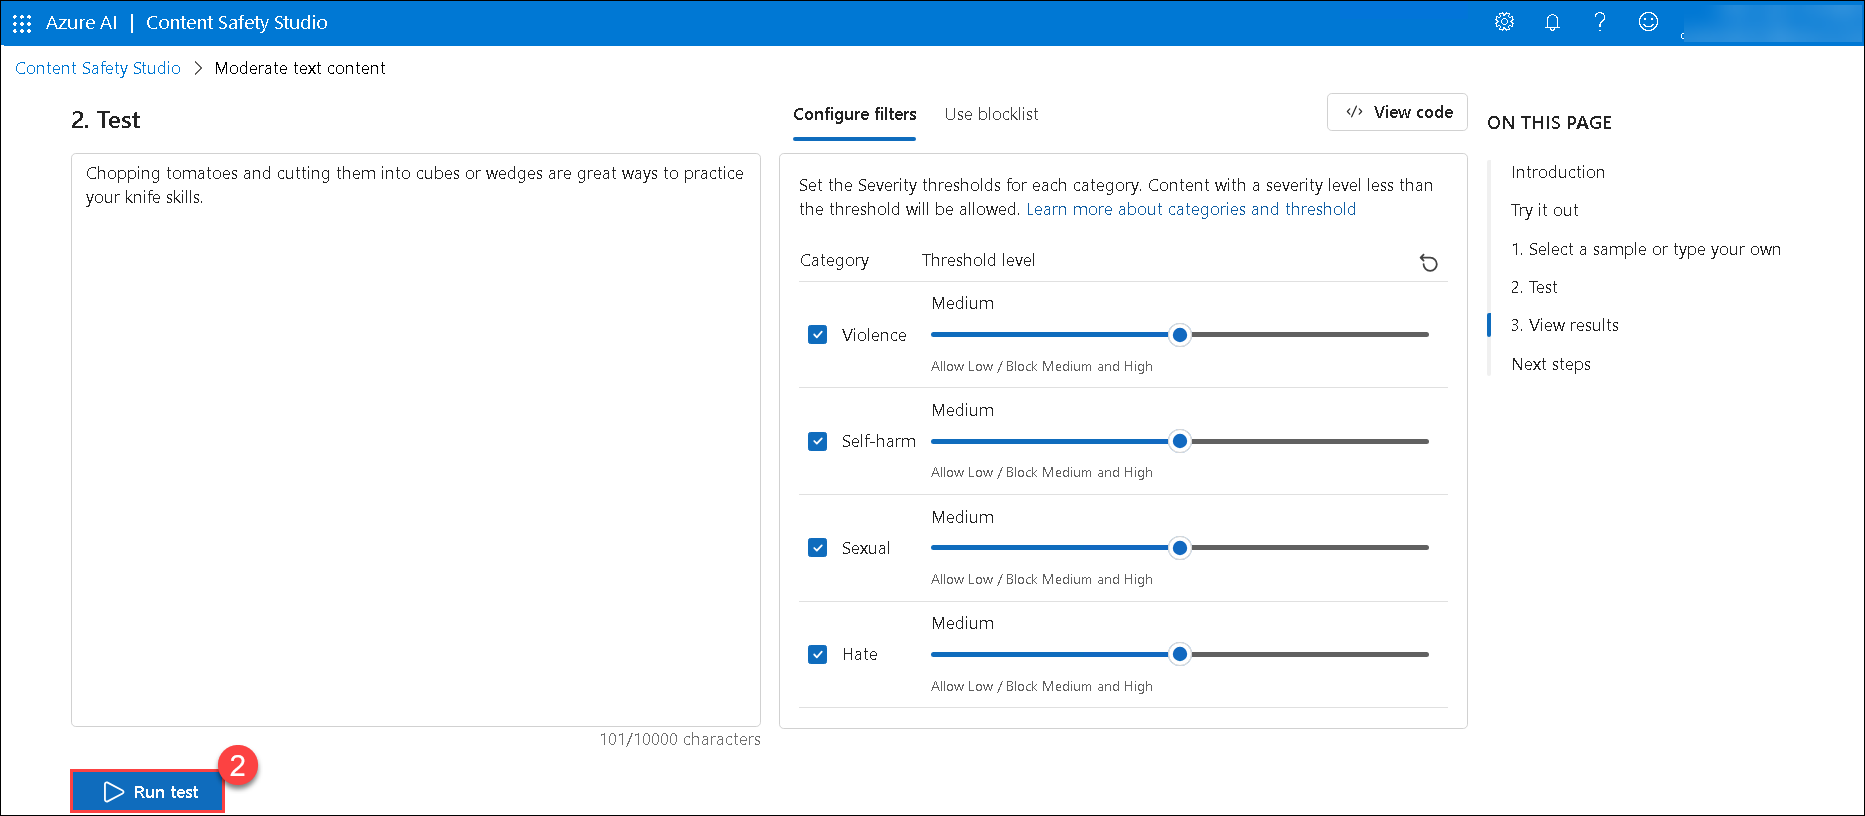 Azure AI | Content Safety Studio
Content Safety Studio > Moderate text content
2. Test
Chopping tomatoes and cutting them into cubes or wedges are great ways to practice
your knife skills.
101/10000 characters
Run test
2
Configure filters
Use blocklist
</> View code
Set the Severity thresholds for each category. Content with a severity level less than
the threshold will be allowed. Learn more about categories and threshold
Category
Threshold level
Medium
Violence
Allow Low / Block Medium and High
Medium
Self-harm
Allow Low / Block Medium and High
Medium
Sexual
Allow Low / Block Medium and High
Medium
Hate
Allow Low / Block Medium and High
ON THIS PAGE
Introduction
Try it out
1. Select a sample or type your own
2. Test
3. View results
Next steps